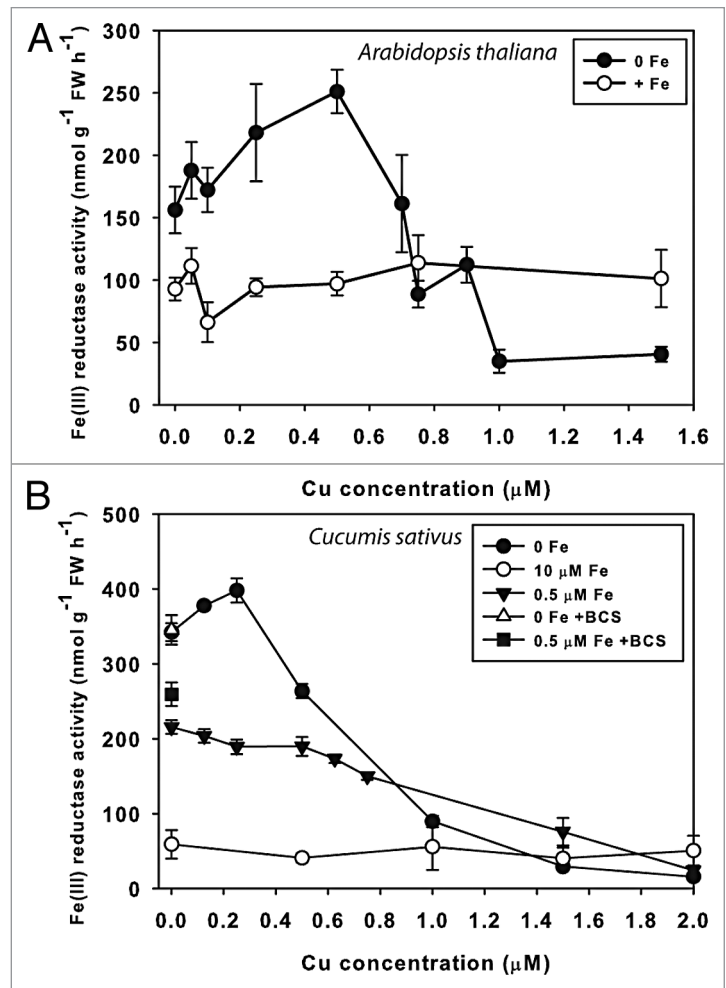 A
Arabidopsis thaliana
0 Fe
+ Fe
Fe(III) reductase activity (nmol g⁻¹ FW h⁻¹)
300
250
200
150
100
50
0
0.0 0.2 0.4 0.6 0.8 1.0 1.2 1.4 1.6
Cu concentration (μM)
B
Cucumis sativus
0 Fe
10 μM Fe
0.5 μM Fe
0 Fe +BCS
0.5 μM Fe +BCS
Fe(III) reductase activity (nmol g⁻¹ FW h⁻¹)
500
400
300
200
100
0
0.0 0.2 0.4 0.6 0.8 1.0 1.2 1.4 1.6 1.8 2.0
Cu concentration (μM)